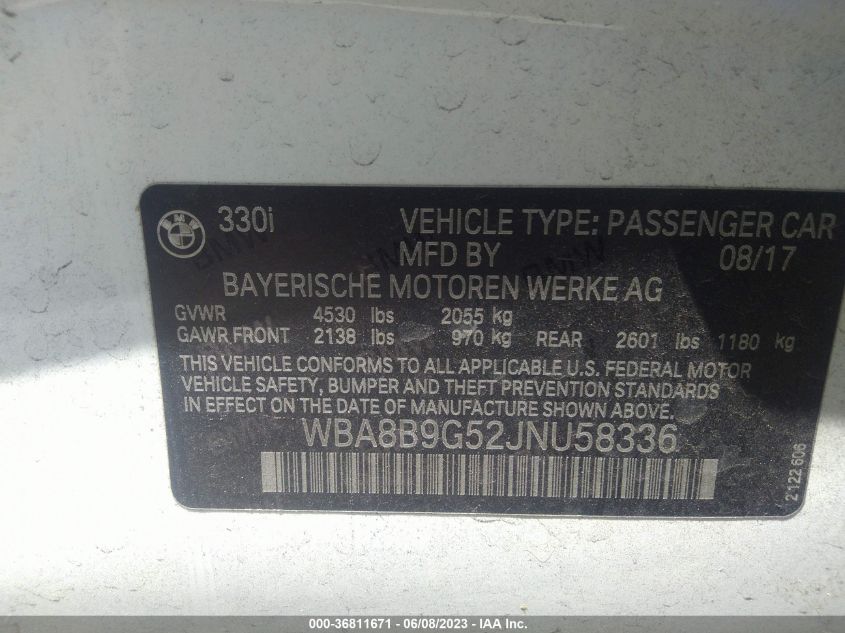 BMW 330i VEHICLE TYPE: PASSENGER CAR
MFD BY 08/17
BAYERISCHE MOTOREN WERKE AG
GVWR 4530 lbs 2055 kg
GAWR FRONT 2138 lbs 970 kg REAR 2601 lbs 1180 kg
THIS VEHICLE CONFORMS TO ALL APPLICABLE U.S. FEDERAL MOTOR
VEHICLE SAFETY, BUMPER AND THEFT PREVENTION STANDARDS
IN EFFECT ON THE DATE OF MANUFACTURE SHOWN ABOVE.
WBA8B9G52JNU58336
2122 606
000-36811671 - 06/08/2023 - IAA Inc.